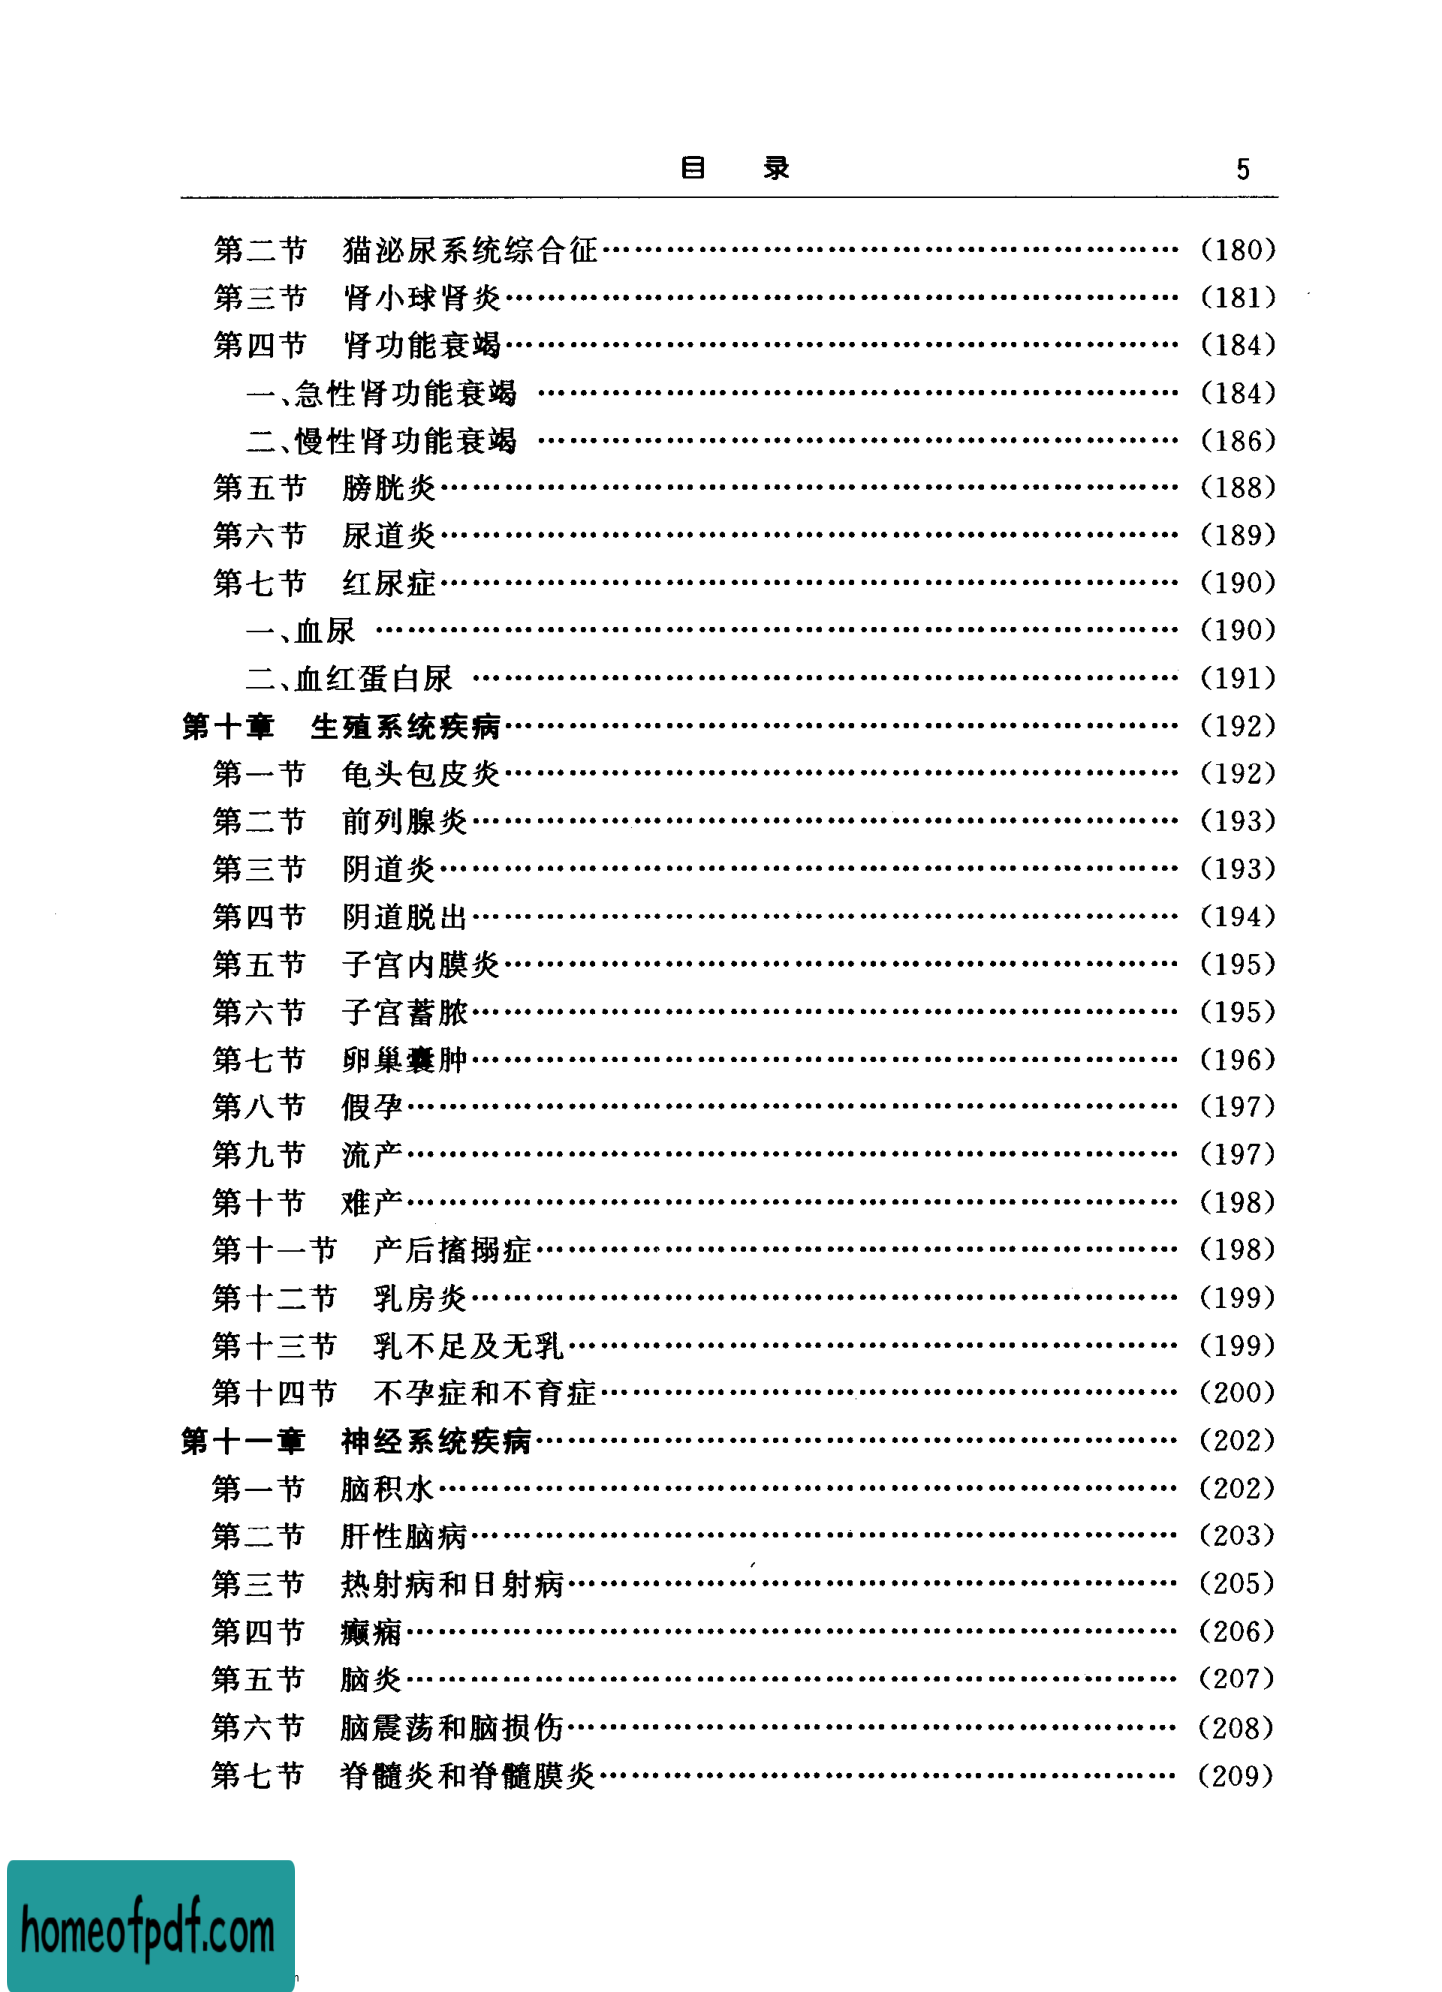 目 录 5
第二节 猫泌尿系统综合征………………………………………………(180)
第三节 肾小球肾炎………………………………………………(181)
第四节 肾功能衰竭………………………………………………(184)
一、急性肾功能衰竭 ………………………………………………(184)
二、慢性肾功能衰竭 ………………………………………………(186)
第五节 膀胱炎………………………………………………(188)
第六节 尿道炎………………………………………………(189)
第七节 红尿症………………………………………………(190)
一、血尿 ………………………………………………(190)
二、血红蛋白尿 ………………………………………………(191)
第十章 生殖系统疾病………………………………………………(192)
第一节 龟头包皮炎………………………………………………(192)
第二节 前列腺炎………………………………………………(193)
第三节 阴道炎………………………………………………(193)
第四节 阴道脱出………………………………………………(194)
第五节 子宫内膜炎………………………………………………(195)
第六节 子宫蓄脓………………………………………………(195)
第七节 卵巢囊肿………………………………………………(196)
第八节 假孕………………………………………………(197)
第九节 流产………………………………………………(197)
第十节 难产………………………………………………(198)
第十一节 产后搐搦症………………………………………………(198)
第十二节 乳房炎………………………………………………(199)
第十三节 乳不足及无乳………………………………………………(199)
第十四节 不孕症和不育症………………………………………………(200)
第十一章 神经系统疾病………………………………………………(202)
第一节 脑积水………………………………………………(202)
第二节 肝性脑病………………………………………………(203)
第三节 热射病和日射病………………………………………………(205)
第四节 癫痫………………………………………………(206)
第五节 脑炎………………………………………………(207)
第六节 脑震荡和脑损伤………………………………………………(208)
第七节 脊髓炎和脊髓膜炎………………………………………………(209)
homeofpdf.com